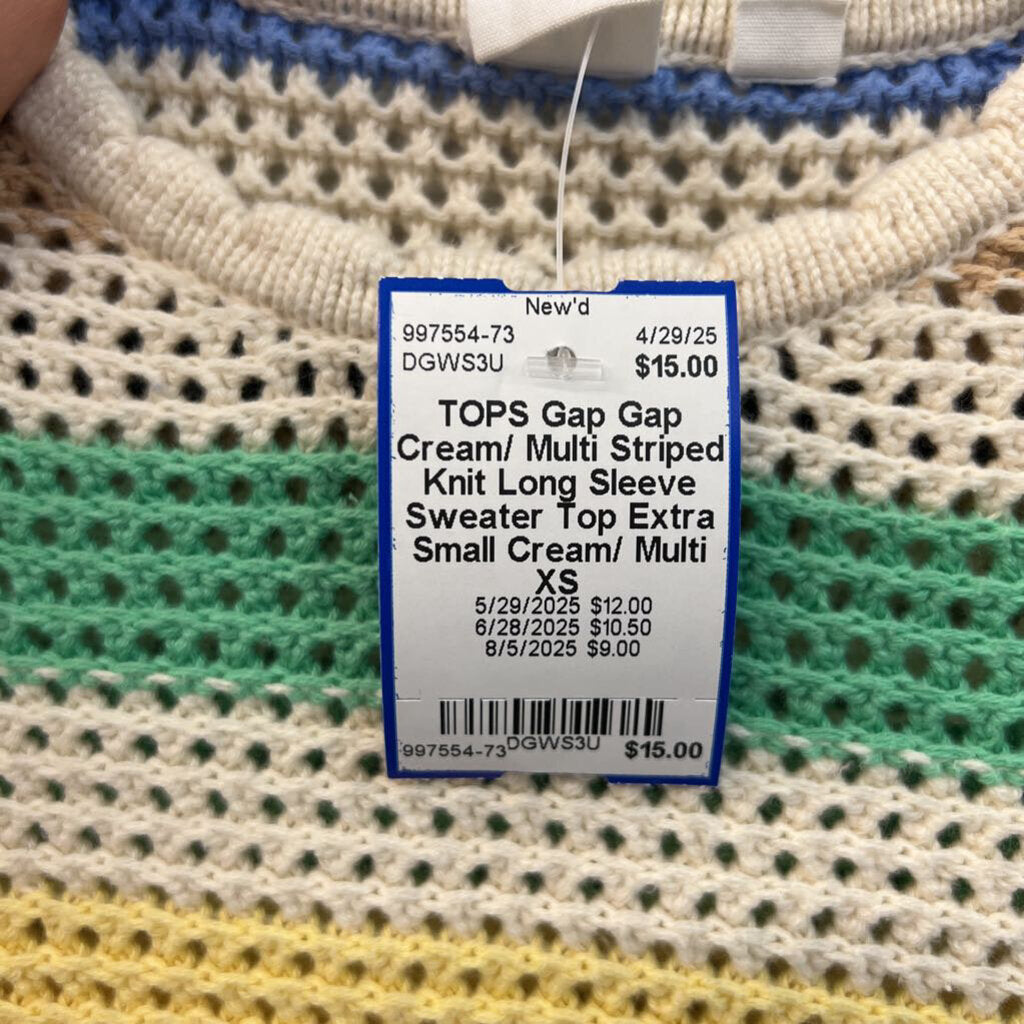 New'd
997554-73 4/29/25
DGWS3U $15.00
TOPS Gap Gap
Cream/ Multi Striped
Knit Long Sleeve
Sweater Top Extra
Small Cream/ Multi
XS
5/29/2025 $12.00
6/28/2025 $10.50
8/5/2025 $9.00
997554-73 DGWS3U $15.00